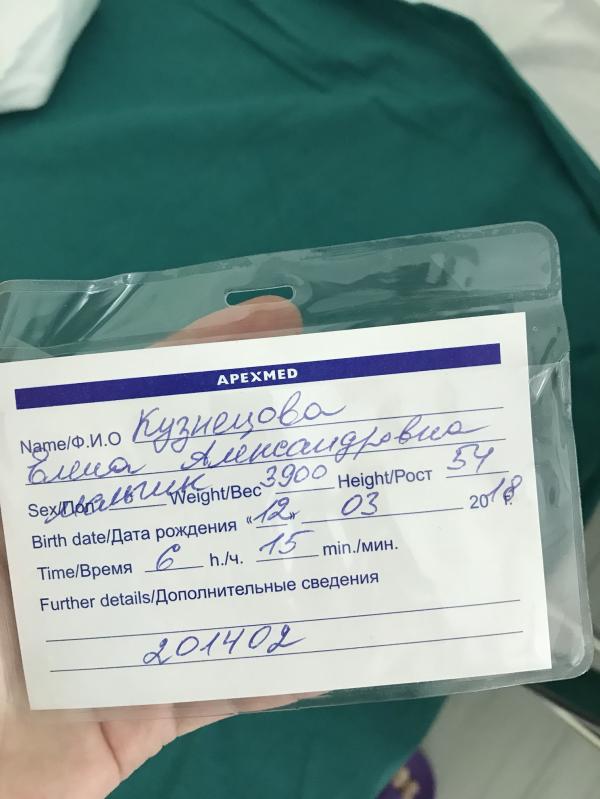 APEXMED
Name/Ф.И.О Кузнецова
Елена Александровна
Sex/Пол мальчик Weight/Вес 3900 Height/Рост 54
Birth date/Дата рождения «12» 03 2018 г.
Time/Время 6 h./ч. 15 min./мин.
Further details/Дополнительные сведения
201402